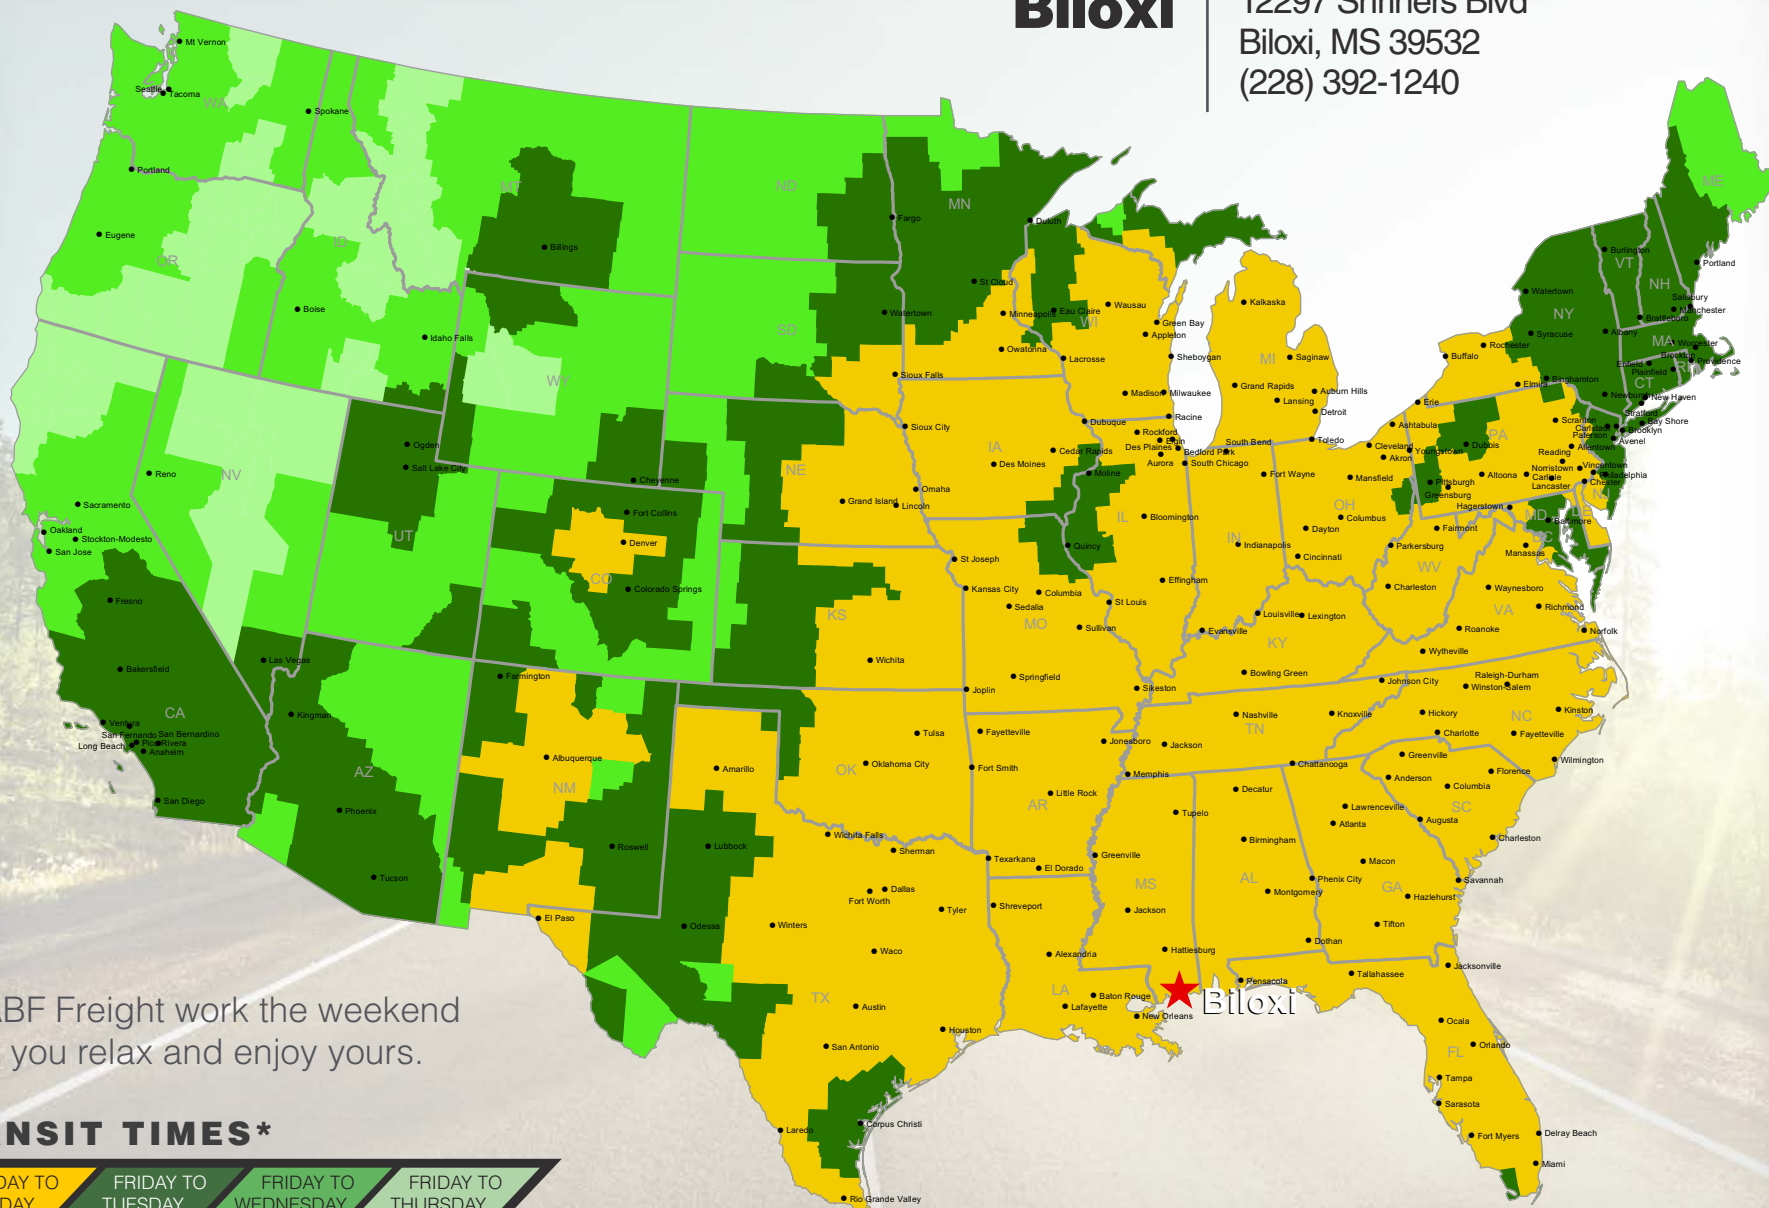 Biloxi
12297 Shriners Blvd
Biloxi, MS 39532
(228) 392-1240
Mt Vernon
Seattle
Tacoma
WA
Spokane
Portland
Eugene
OR
ID
Boise
Idaho Falls
MT
Billings
ND
Fargo
MN
Duluth
St Cloud
Minneapolis
Owatonna
SD
Watertown
Sioux Falls
WY
Cheyenne
Ogden
Salt Lake City
UT
NV
Reno
Sacramento
Oakland
Stockton-Modesto
San Jose
Fresno
Bakersfield
Las Vegas
CA
Ventura
San Fernando
San Bernardino
Long Beach
Pico Rivera
Anaheim
San Diego
Kingman
AZ
Phoenix
Tucson
Farmington
Albuquerque
NM
Roswell
El Paso
Fort Collins
Denver
CO
Colorado Springs
NE
Grand Island
Lincoln
Omaha
Sioux City
KS
Wichita
OK
Tulsa
Oklahoma City
Amarillo
Lubbock
Odessa
Wichita Falls
Sherman
Dallas
Fort Worth
Tyler
Winters
Waco
TX
Austin
Houston
San Antonio
Corpus Christi
Laredo
Rio Grande Valley
IA
Cedar Rapids
Des Moines
Dubuque
Moline
WI
Eau Claire
Wausau
Green Bay
Appleton
Lacrosse
Sheboygan
Madison
Milwaukee
Racine
Rockford
Elgin
Des Plaines
Bedford Park
Aurora
South Chicago
IL
Bloomington
Quincy
Effingham
St Joseph
Kansas City
Columbia
Sedalia
MO
St Louis
Sullivan
Springfield
Joplin
Sikeston
Fayetteville
Fort Smith
Jonesboro
AR
Little Rock
Texarkana
El Dorado
Shreveport
Alexandria
LA
Baton Rouge
Lafayette
New Orleans
MI
Kalkaska
Saginaw
Grand Rapids
Lansing
Auburn Hills
Detroit
South Bend
Fort Wayne
IN
Indianapolis
Evansville
Toledo
Cleveland
Akron
Ashtabula
Youngstown
Mansfield
OH
Columbus
Dayton
Cincinnati
KY
Louisville
Lexington
Bowling Green
TN
Nashville
Knoxville
Jackson
Memphis
Chattanooga
Johnson City
MS
Tupelo
Greenville
Jackson
Hattiesburg
Biloxi
AL
Decatur
Birmingham
Montgomery
Phenix City
Dothan
GA
Lawrenceville
Atlanta
Augusta
Macon
Savannah
Hazlehurst
Tifton
FL
Pensacola
Tallahassee
Jacksonville
Ocala
Orlando
Tampa
Sarasota
Fort Myers
Delray Beach
Miami
SC
Greenville
Anderson
Florence
Columbia
Charleston
NC
Raleigh-Durham
Winston-Salem
Hickory
Charlotte
Kinston
Fayetteville
Wilmington
VA
Waynesboro
Richmond
Roanoke
Norfolk
Wytheville
Manassas
WV
Parkersburg
Fairmont
Charleston
PA
Erie
Dubois
Pittsburgh
Greensburg
Altoona
Scranton
Allentown
Reading
Norristown
Carlisle
Lancaster
Vincentown
Philadelphia
Chester
Hagerstown
MD
Baltimore
DE
DC
NJ
Carlstadt
Paterson
Avenel
NY
Buffalo
Rochester
Elmira
Binghamton
Syracuse
Watertown
Albany
Newburgh
Brooklyn
Bay Shore
VT
Burlington
Brattleboro
NH
Manchester
Salisbury
ME
Portland
MA
Worcester
Brockton
RI
Providence
CT
Enfield
Plainfield
New Haven
Stratford
BF Freight work the weekend
you relax and enjoy yours.
NSIT TIMES*
DAY TO
DAY
FRIDAY TO
TUESDAY
FRIDAY TO
WEDNESDAY
FRIDAY TO
THURSDAY